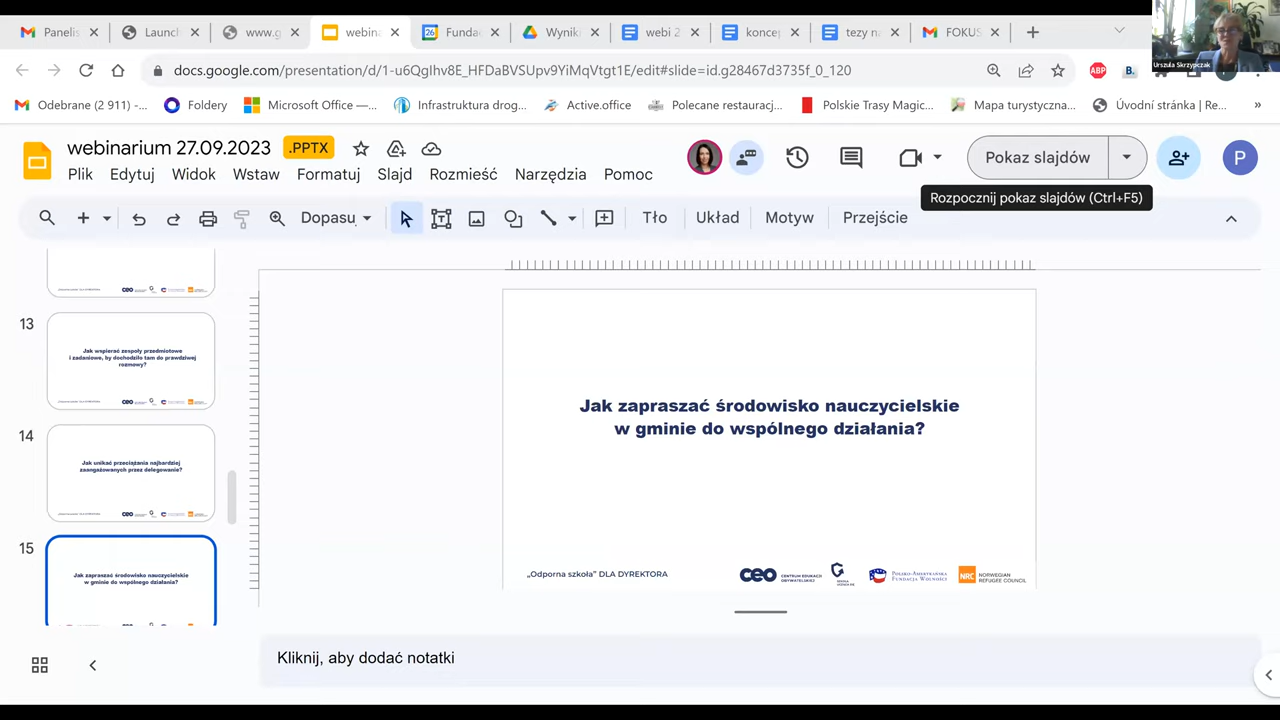 Panelis
Launch
www.g
webina
26
Funda
Wyniki
webi 2
koncep
tezy n
FOKUS
Urszula Skrzypczak
docs.google.com/presentation/d/1-
/edit#slide=id.g28467d3735f_0_120
ABP
B.
Odebrane (2 911) -...
Foldery
Microsoft Office —...
Infrastruktura drog...
Active.office
Polecane restauracj...
Polskie Trasy Magic...
Mapa turystyczna...
Úvodní stránka | Re...
»
webinarium 27.09.2023
.PPTX
Pokaz slajdów
P
Plik
Edytuj
Widok
Wstaw
Formatuj
Slajd
Rozmieść
Narzędzia
Pomoc
Rozpocznij pokaz slajdów (Ctrl+F5)
Dopasuj
Tło
Układ
Motyw
Przejście
13
Jak wspierać zespoły przedmiotowe
i zadaniowe, by dochodziło tam do prawdziwej
rozmowy?
14
Jak unikać przeciążania najbardziej
zaangażowanych przez delegowanie?
15
Jak zapraszać środowisko nauczycielskie
w gminie do wspólnego działania?
Jak zapraszać środowisko nauczycielskie
w gminie do wspólnego działania?
„Odporna szkoła” DLA DYREKTORA
ceo
CENTRUM EDUKACJI
OBYWATELSKIEJ
POLSKO-AMERYKAŃSKA
FUNDACJA WOLNOŚCI
NRC
NORWEGIAN
REFUGEE COUNCIL
Kliknij, aby dodać notatki